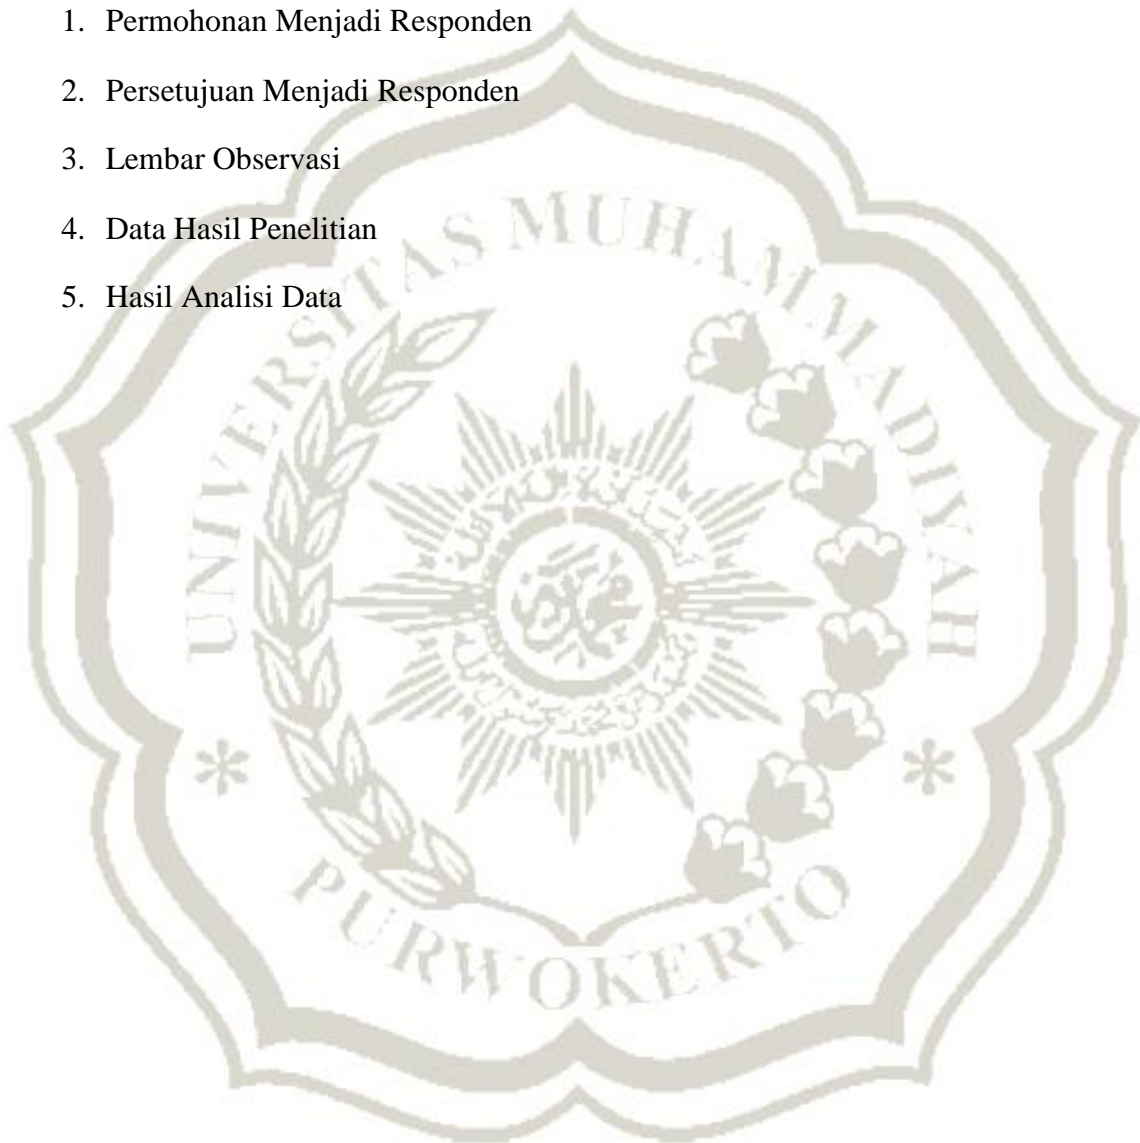 1. Permohonan Menjadi Responden
2. Persetujuan Menjadi Responden
3. Lembar Observasi
4. Data Hasil Penelitian
5. Hasil Analisi Data
UNIVERSITAS MUHAMMADIYAH
PURWOKERTO